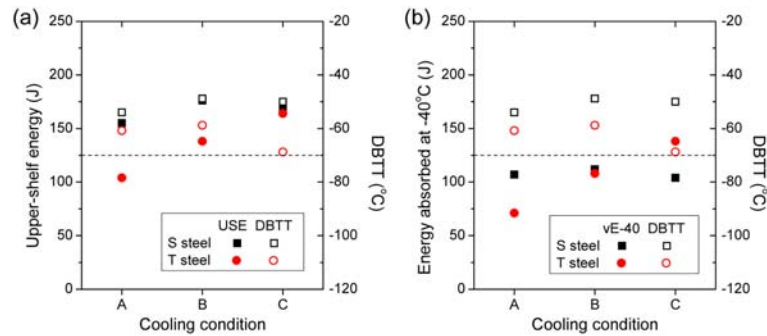 (a)
250
200
150
100
50
0
Upper-shelf energy (J)
-20
-40
-60
-80
-100
-120
DBTT (°C)
USE DBTT
S steel
T steel
A B C
Cooling condition
(b)
250
200
150
100
50
0
Energy absorbed at -40°C (J)
-20
-40
-60
-80
-100
-120
DBTT (°C)
vE-40 DBTT
S steel
T steel
A B C
Cooling condition